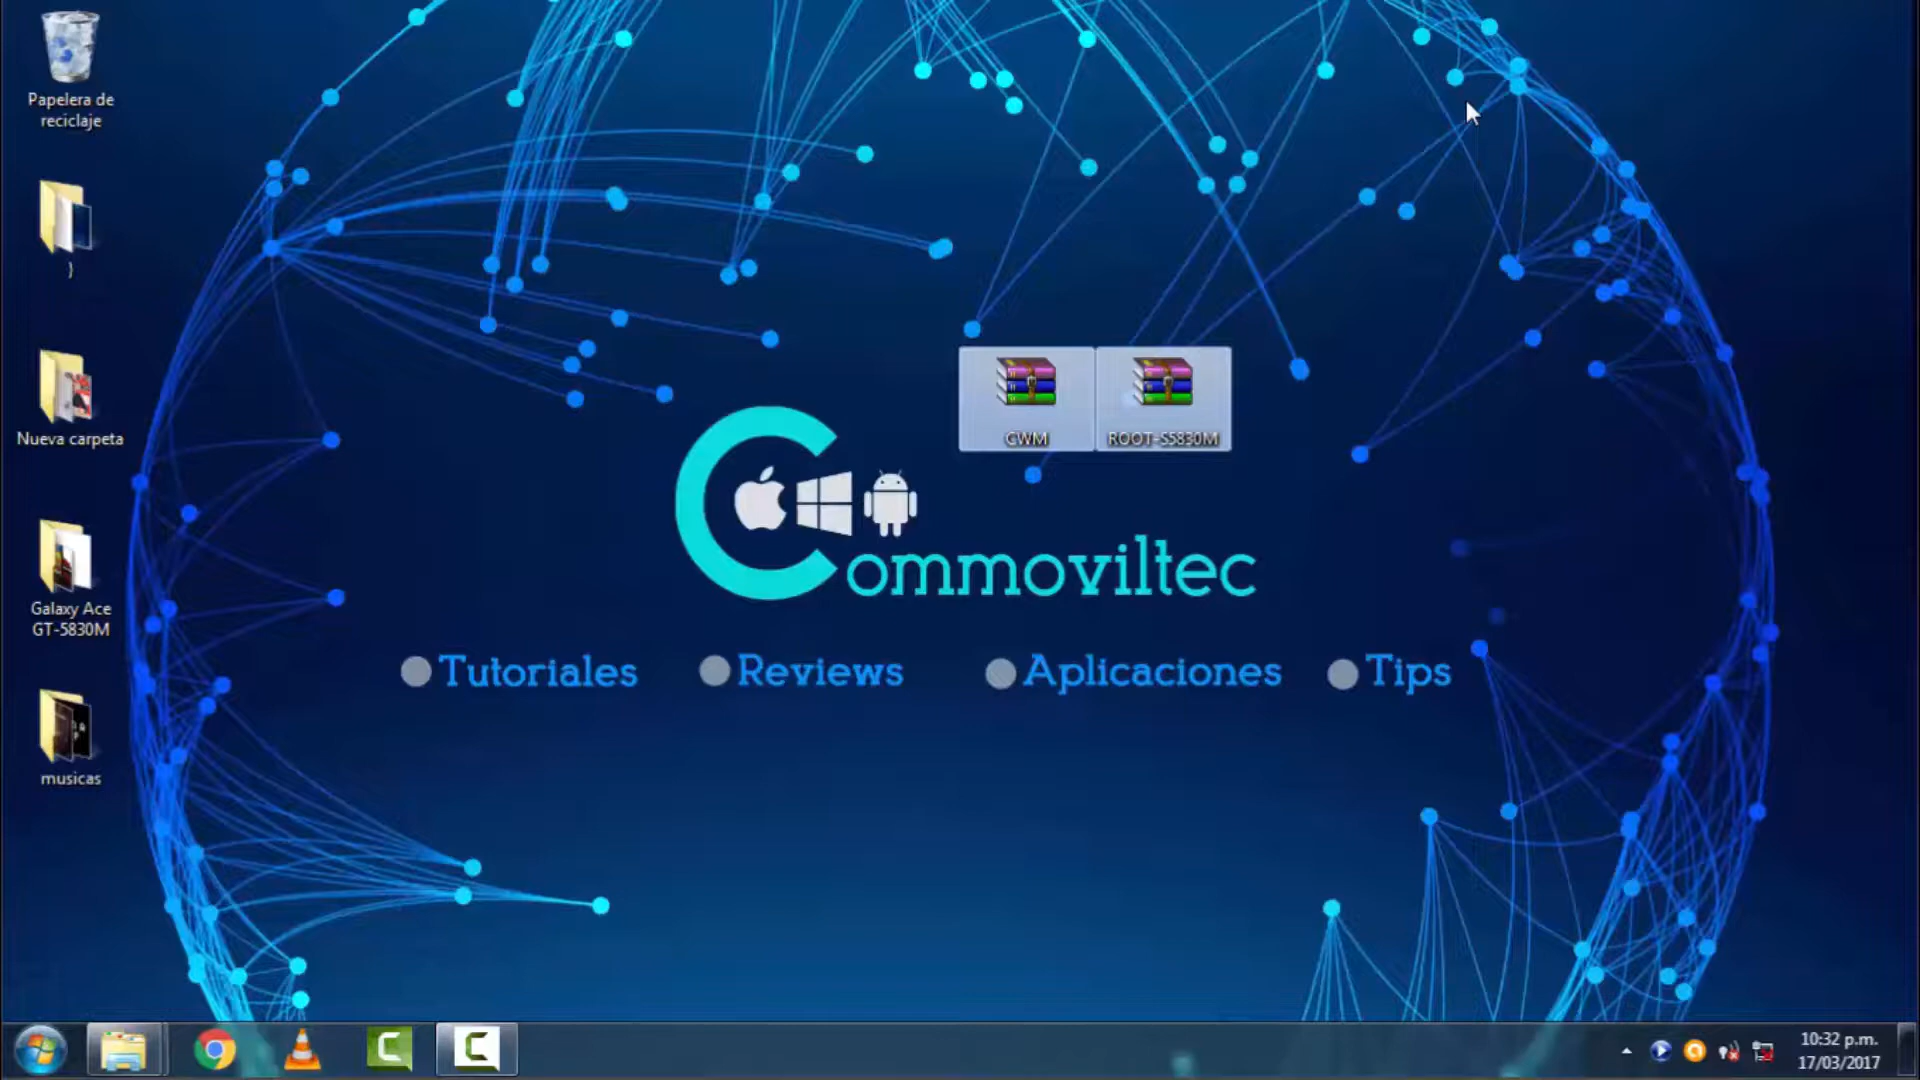 Papelera de
reciclaje
}
Nueva carpeta
Galaxy Ace
GT-5830M
musicas
CWM
ROOT-S5830M
Commoviltec
Tutoriales
Reviews
Aplicaciones
Tips
10:32 p.m.
17/03/2017